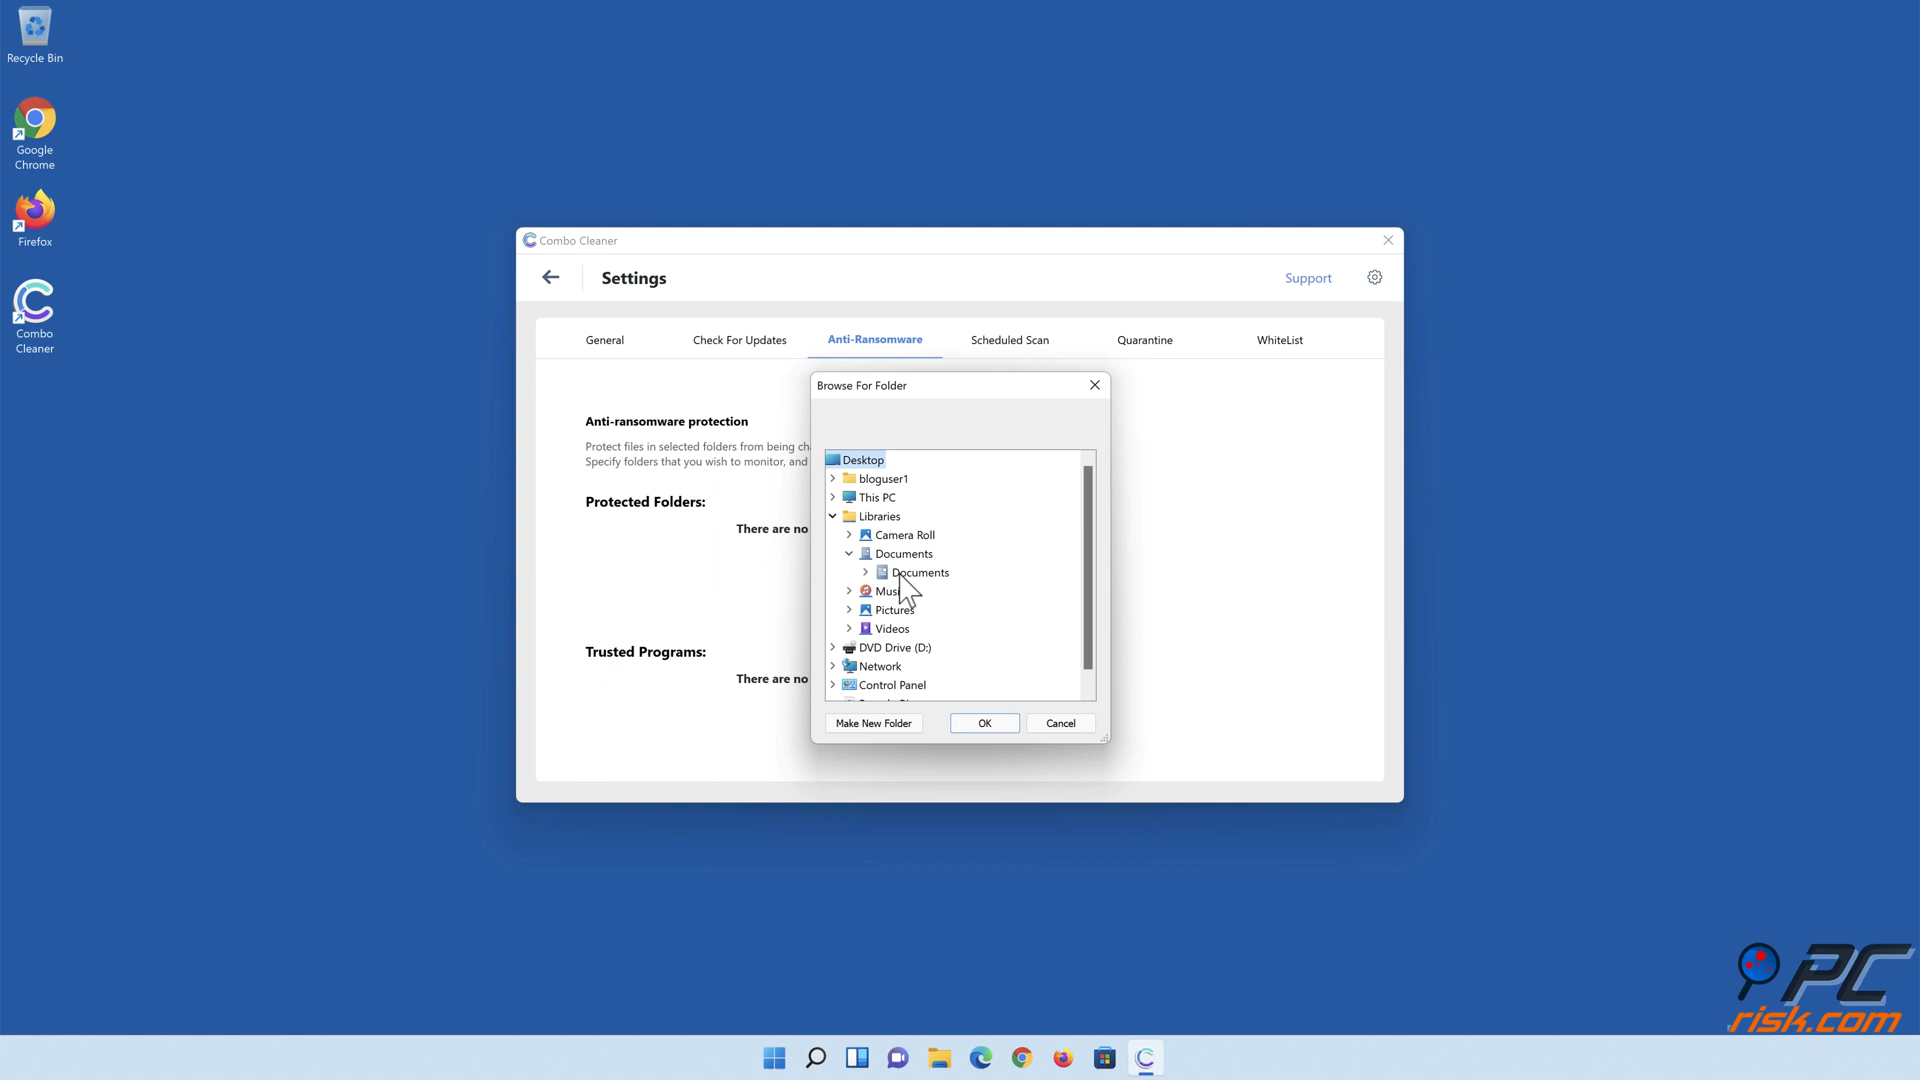 Recycle Bin
Google
Chrome
Firefox
Combo
Cleaner
Combo Cleaner
Settings
Support
General
Check For Updates
Anti-Ransomware
Scheduled Scan
Quarantine
WhiteList
Anti-ransomware protection
Protect files in selected folders from being
Specify folders that you wish to monitor, and
Protected Folders:
There are no
Trusted Programs:
There are no
Browse For Folder
Desktop
bloguser1
This PC
Libraries
Camera Roll
Documents
Documents
Musi
Pictures
Videos
DVD Drive (D:)
Network
Control Panel
Make New Folder
OK
Cancel
PC
risk.com